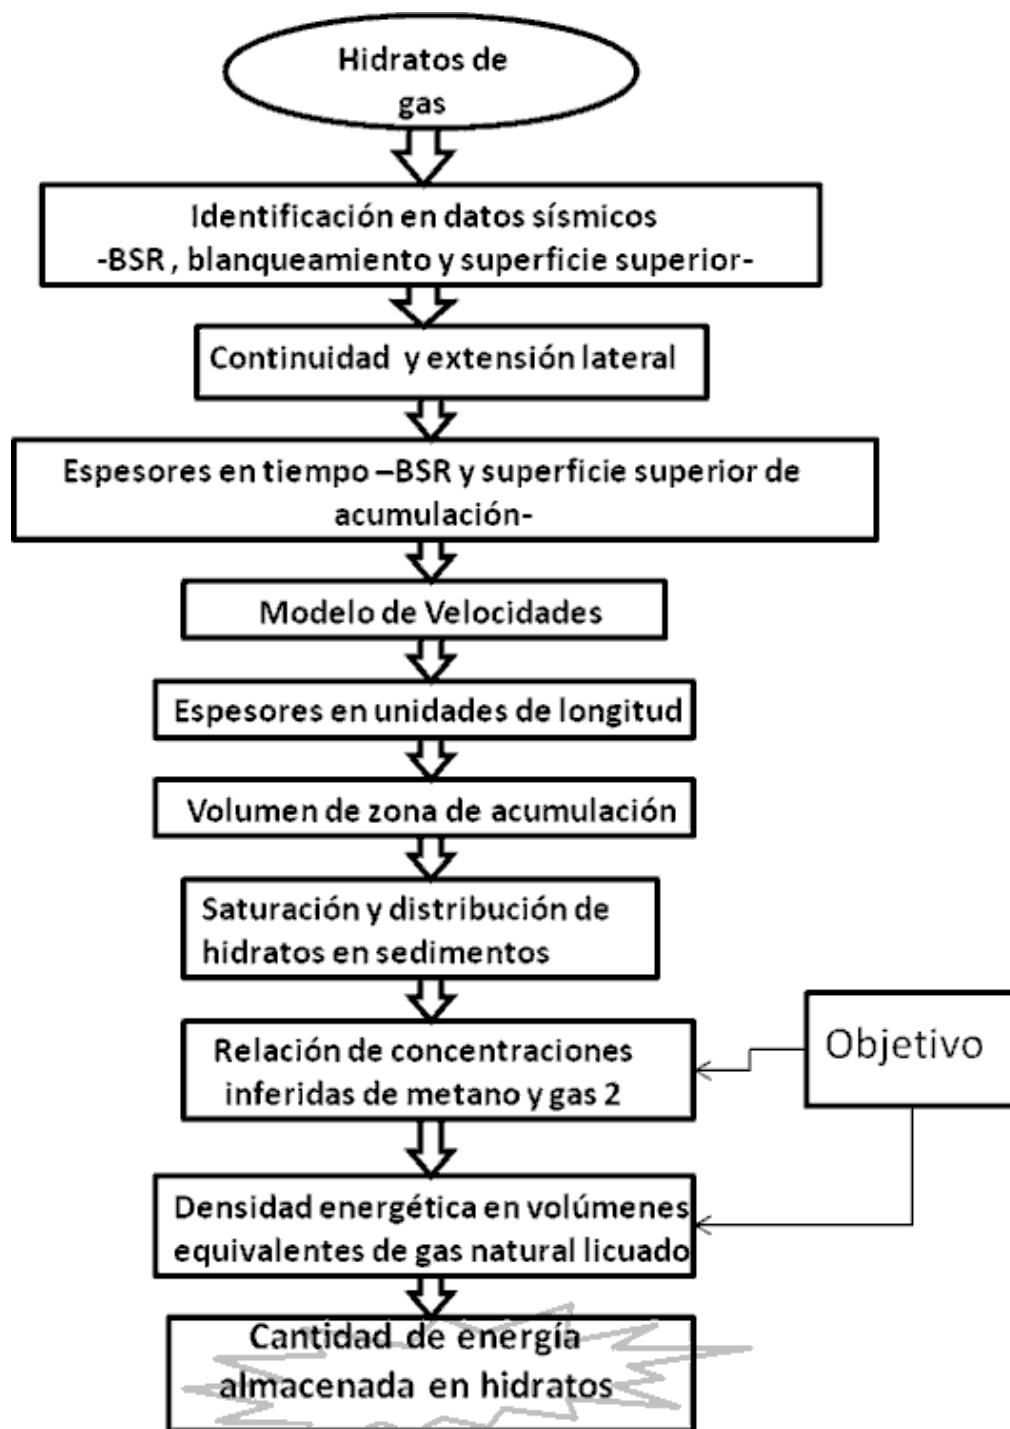 Hidratos de
gas
Identificación en datos sísmicos
-BSR , blanqueamiento y superficie superior-
Continuidad y extensión lateral
Espesores en tiempo –BSR y superficie superior de
acumulación-
Modelo de Velocidades
Espesores en unidades de longitud
Volumen de zona de acumulación
Saturación y distribución de
hidratos en sedimentos
Relación de concentraciones
inferidas de metano y gas 2
Objetivo
Densidad energética en volúmenes
equivalentes de gas natural licuado
Cantidad de energía
almacenada en hidratos